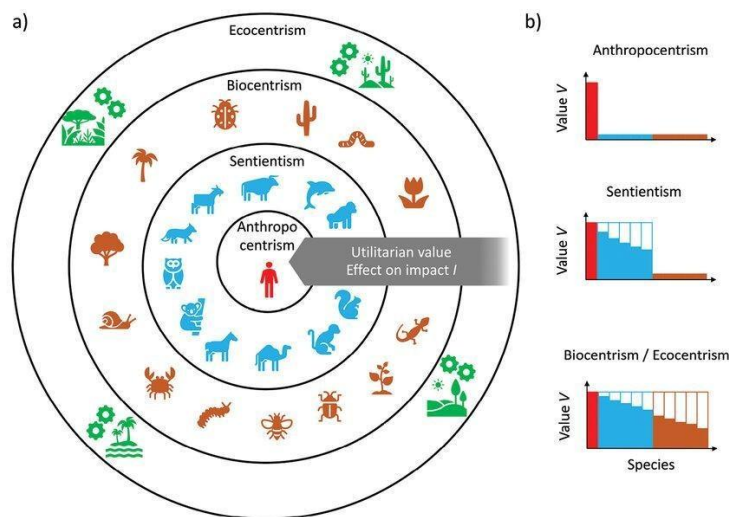 a)
Ecocentrism
Biocentrism
Sentientism
Anthropo
centrism
Utilitarian value
Effect on impact I
b)
Anthropocentrism
Value V
Sentientism
Value V
Biocentrism / Ecocentrism
Value V
Species